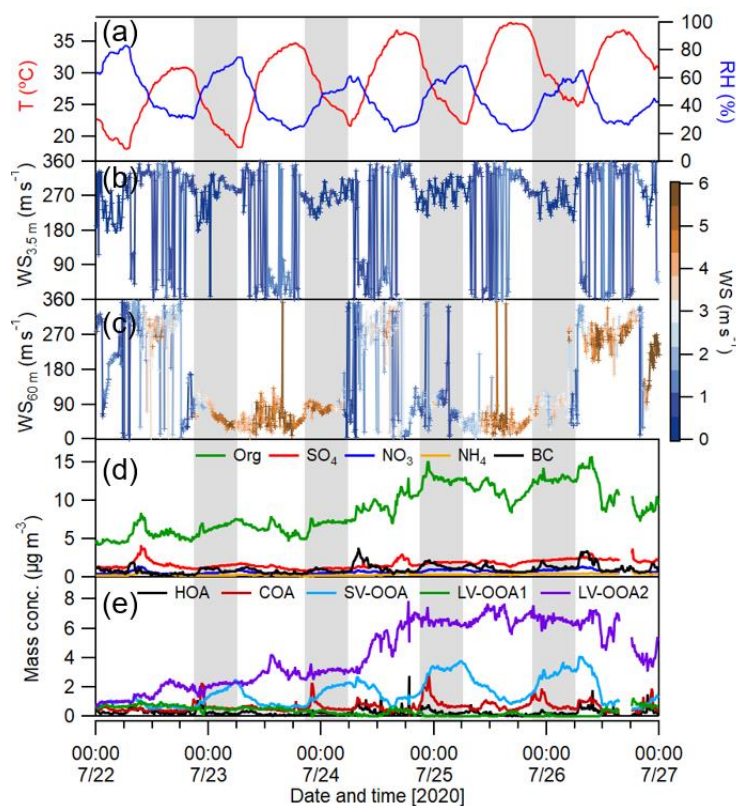 (a)
T (°C)
35
30
25
20
100
80
60
40
20
0
RH (%)
(b)
WS3.5 m (m s⁻¹)
360
270
180
90
(c)
WS60 m (m s⁻¹)
360
270
180
90
0
6
5
4
3
2
1
0
WS (m s⁻¹)
(d)
Org SO4 NO3 NH4 BC
15
10
5
0
Mass conc. (µg m⁻³)
(e)
HOA COA SV-OOA LV-OOA1 LV-OOA2
8
6
4
2
0
00:00 00:00 00:00 00:00 00:00 00:00
7/22 7/23 7/24 7/25 7/26 7/27
Date and time [2020]